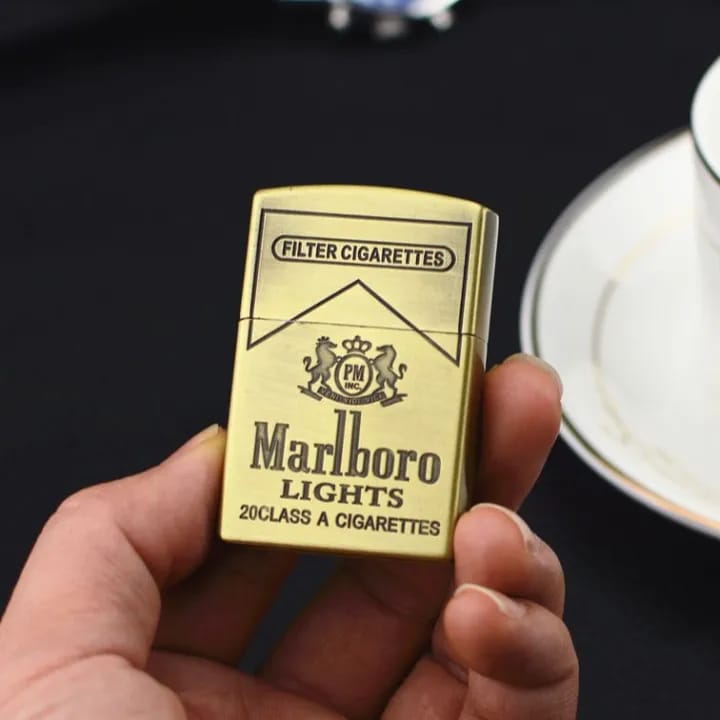 FILTER CIGARETTES
PM
INC.
Marlboro
LIGHTS
20CLASS A CIGARETTES